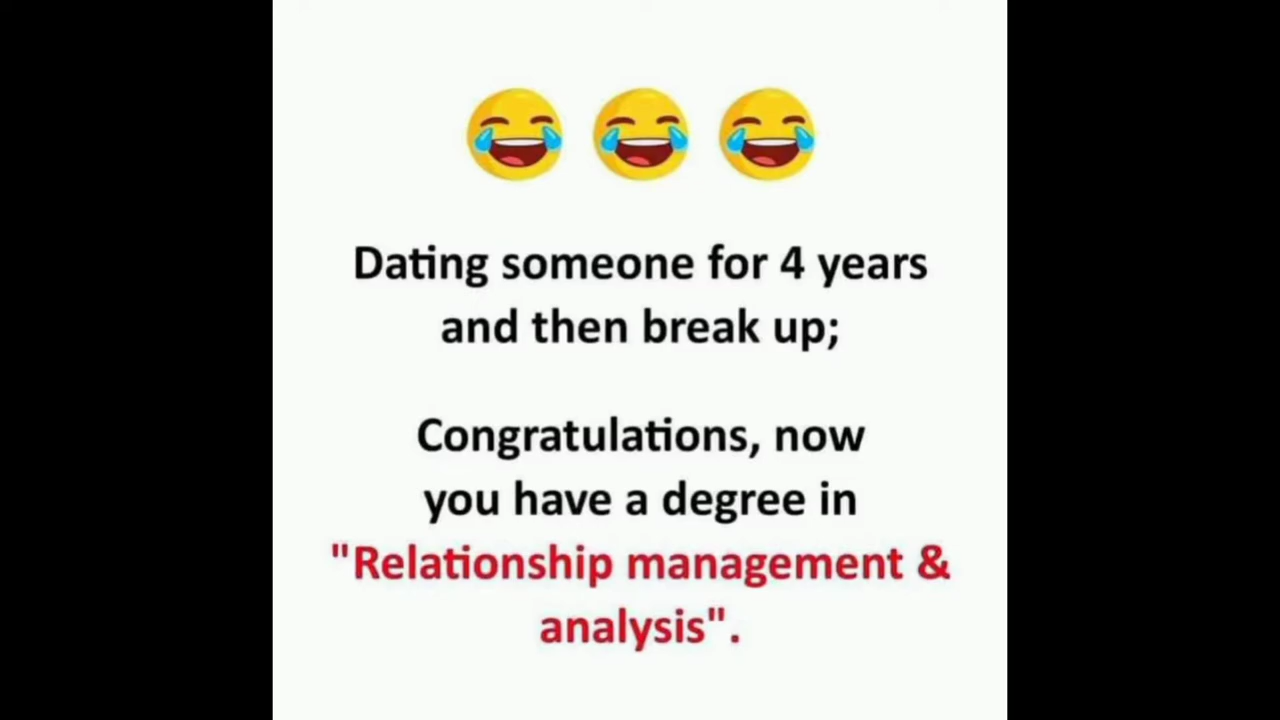 Dating someone for 4 years
and then break up;
Congratulations, now
you have a degree in
"Relationship management &
analysis".